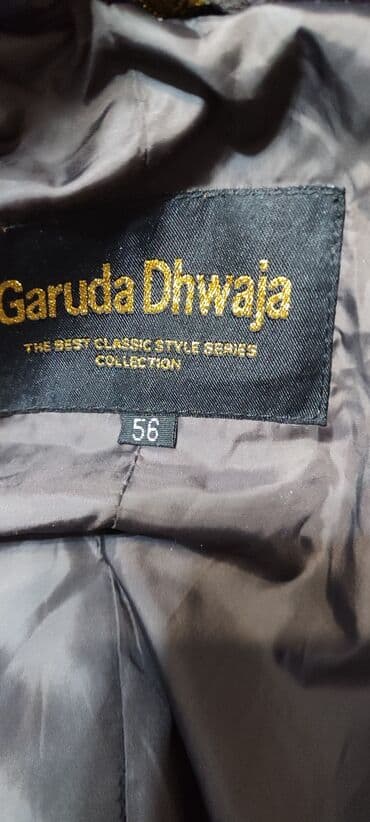 Garuda Dhwaja
THE BEST CLASSIC STYLE SERIES
COLLECTION
56